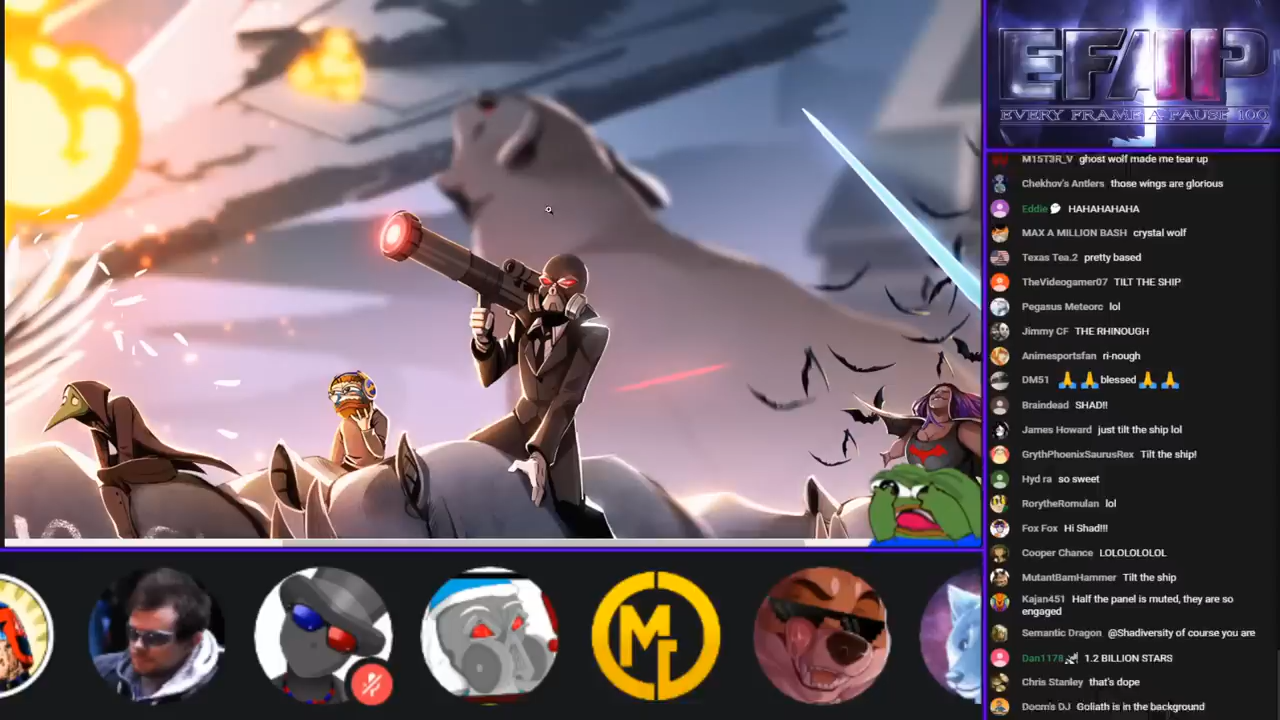 EFAP
EVERY FRAME A PAUSE 100
M15T3R_V ghost wolf made me tear up
Chekhov's Antlers those wings are glorious
Eddie HAHAHAHAHA
MAX A MILLION BASH crystal wolf
Texas Tea.2 pretty based
TheVideogamer07 TILT THE SHIP
Pegasus Meteorc lol
Jimmy CF THE RHINOUGH
Animesportsfan ri-nough
DM51 🙏 🙏 blessed 🙏 🙏
Braindead SHAD!!
James Howard just tilt the ship lol
GrythPhoenixSaurusRex Tilt the ship!
Hyd ra so sweet
RorytheRomulan lol
Fox Fox Hi Shad!!!
Cooper Chance LOLOLOLOLOL
MutantBamHammer Tilt the ship
Kajan451 Half the panel is muted, they are so
engaged
Semantic Dragon @Shadiversity of course you are
Dan1178 1.2 BILLION STARS
Chris Stanley that's dope
Doom's DJ Goliath is in the background